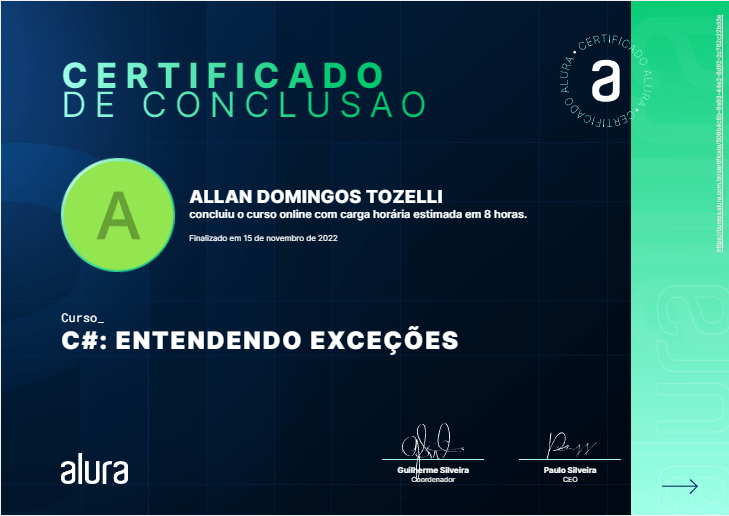 CERTIFICADO
DE CONCLUSAO
CERTIFICADO ALURA • CERTIFICADO ALURA •
a
A
ALLAN DOMINGOS TOZELLI
concluiu o curso online com carga horária estimada em 8 horas.
Finalizado em 15 de novembro de 2022
Curso_
C#: ENTENDENDO EXCEÇÕES
alura
Guilherme Silveira
Coordenador
Paulo Silveira
CEO
alura